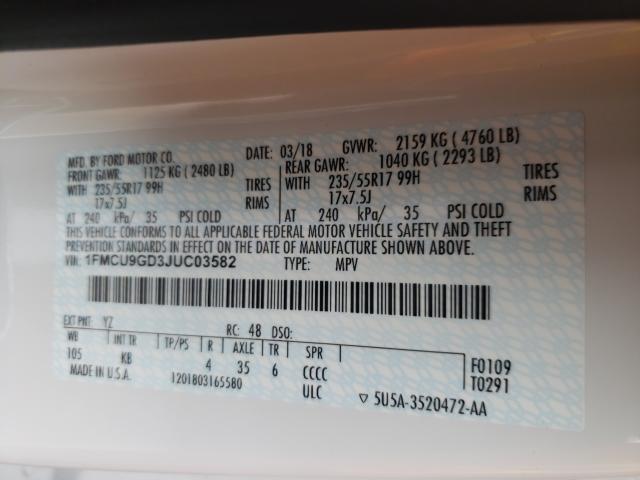 MFD. BY FORD MOTOR CO. DATE: 03/18 GVWR: 2159 KG ( 4760 LB)
FRONT GAWR: 1125 KG ( 2480 LB) REAR GAWR: 1040 KG ( 2293 LB)
WITH 235/55R17 99H TIRES WITH 235/55R17 99H TIRES
17x7.5J RIMS 17x7.5J RIMS
AT 240 kPa/ 35 PSI COLD AT 240 kPa/ 35 PSI COLD
THIS VEHICLE CONFORMS TO ALL APPLICABLE FEDERAL MOTOR VEHICLE SAFETY AND THEFT
PREVENTION STANDARDS IN EFFECT ON THE DATE OF MANUFACTURE SHOWN ABOVE.
VIN: 1FMCU9GD3JUC03582 TYPE: MPV
EXT PNT: YZ RC: 48 DSO:
WB INT TR TP/PS R AXLE TR SPR F0109
105 KB 4 35 6 CCCC T0291
MADE IN U.S.A. 1201803165580 ULC ▽ 5U5A-3520472-AA